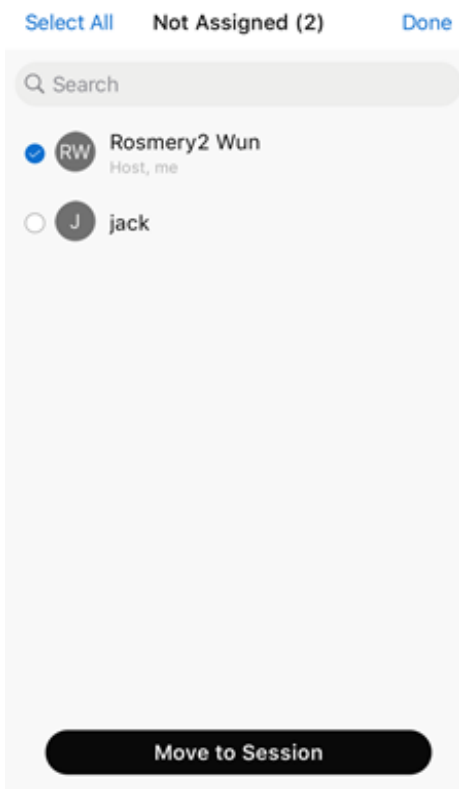 Select All Not Assigned (2) Done
Search
RW Rosmery2 Wun
Host, me
J jack
Move to Session